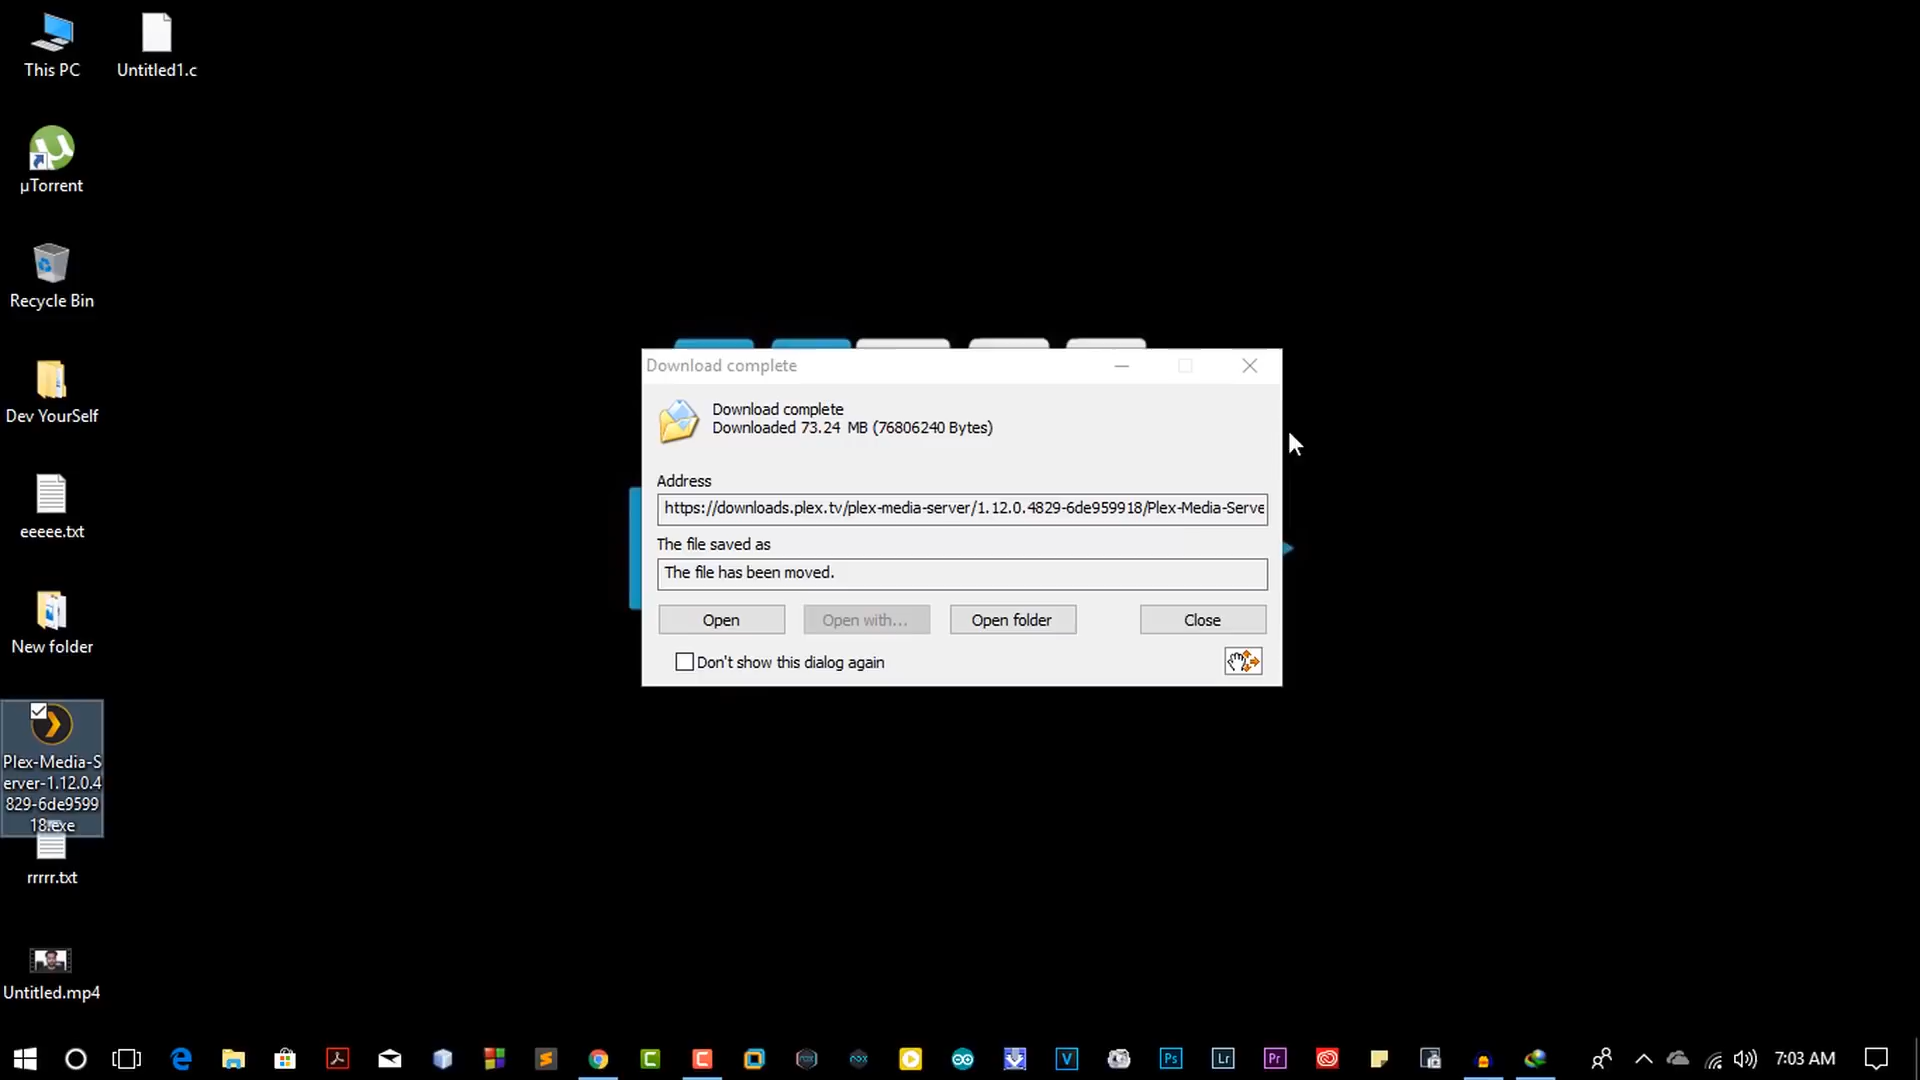 This PC
Untitled1.c
µTorrent
Recycle Bin
Dev YourSelf
eeeee.txt
New folder
Plex-Media-S
erver-1.12.0.4
829-6de9599
18.exe
rrrrr.txt
Untitled.mp4
Download complete
Download complete
Downloaded 73.24 MB (76806240 Bytes)
Address
https://downloads.plex.tv/plex-media-server/1.12.0.4829-6de959918/Plex-Media-Serve
The file saved as
The file has been moved.
Open
Open with...
Open folder
Close
Don't show this dialog again
Ps
Lr
Pr
7:03 AM